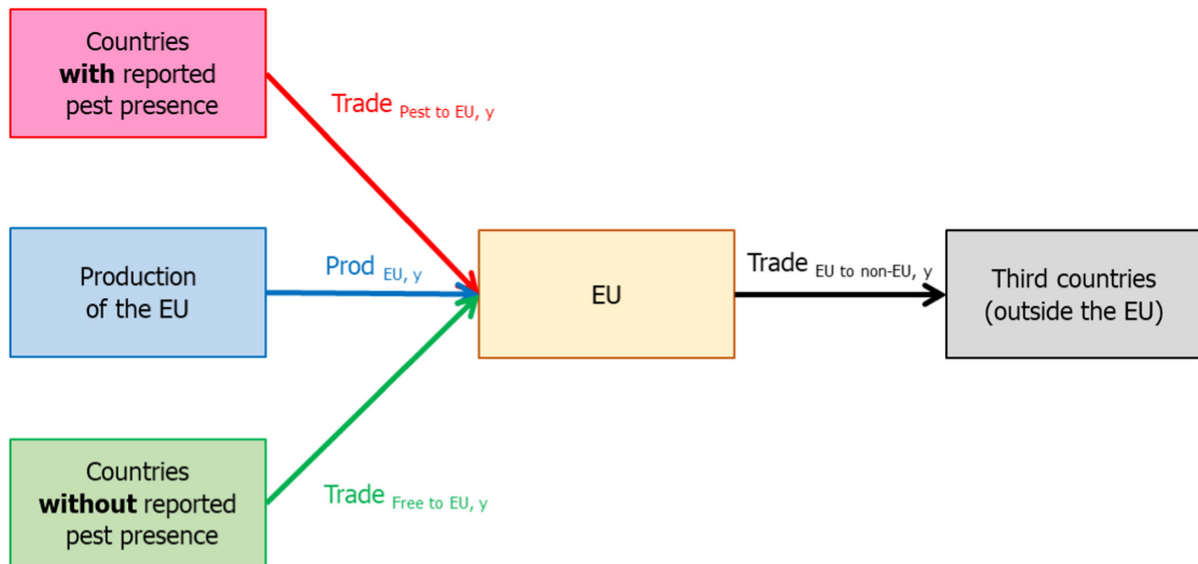 Countries
with reported
pest presence
Trade Pest to EU, y
Production
of the EU
Prod EU, y
EU
Trade EU to non-EU, y
Third countries
(outside the EU)
Countries
without reported
pest presence
Trade Free to EU, y